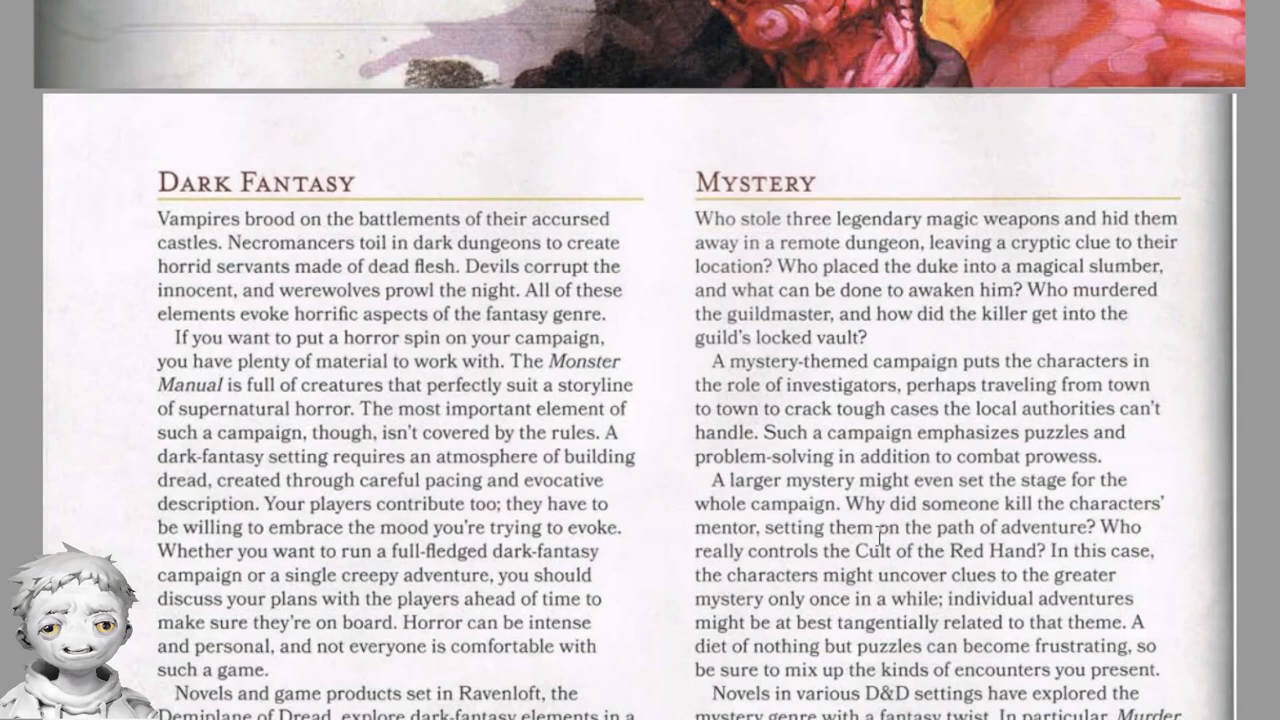 DARK FANTASY
Vampires brood on the battlements of their accursed
castles. Necromancers toil in dark dungeons to create
horrid servants made of dead flesh. Devils corrupt the
innocent, and werewolves prowl the night. All of these
elements evoke horrific aspects of the fantasy genre.
If you want to put a horror spin on your campaign,
you have plenty of material to work with. The Monster
Manual is full of creatures that perfectly suit a storyline
of supernatural horror. The most important element of
such a campaign, though, isn't covered by the rules. A
dark-fantasy setting requires an atmosphere of building
dread, created through careful pacing and evocative
description. Your players contribute too; they have to
be willing to embrace the mood you're trying to evoke.
Whether you want to run a full-fledged dark-fantasy
campaign or a single creepy adventure, you should
discuss your plans with the players ahead of time to
make sure they're on board. Horror can be intense
and personal, and not everyone is comfortable with
such a game.
Novels and game products set in Ravenloft, the
Demiplane of Dread, explore dark-fantasy elements in a
MYSTERY
Who stole three legendary magic weapons and hid them
away in a remote dungeon, leaving a cryptic clue to their
location? Who placed the duke into a magical slumber,
and what can be done to awaken him? Who murdered
the guildmaster, and how did the killer get into the
guild's locked vault?
A mystery-themed campaign puts the characters in
the role of investigators, perhaps traveling from town
to town to crack tough cases the local authorities can't
handle. Such a campaign emphasizes puzzles and
problem-solving in addition to combat prowess.
A larger mystery might even set the stage for the
whole campaign. Why did someone kill the characters'
mentor, setting them on the path of adventure? Who
really controls the Cult of the Red Hand? In this case,
the characters might uncover clues to the greater
mystery only once in a while; individual adventures
might be at best tangentially related to that theme. A
diet of nothing but puzzles can become frustrating, so
be sure to mix up the kinds of encounters you present.
Novels in various D&D settings have explored the
mystery genre with a fantasy twist. In particular, Murder